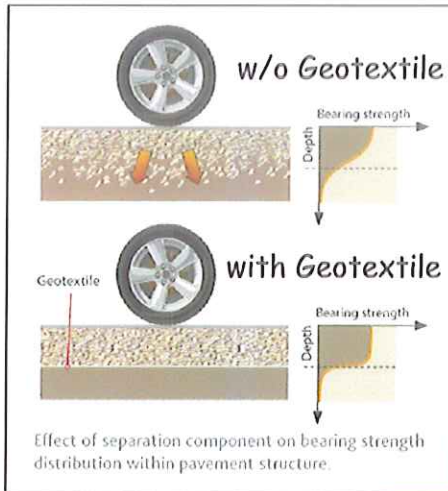 w/o Geotextile
Bearing strength
Depth
with Geotextile
Geotextile
Bearing strength
Depth
Effect of separation component on bearing strength
distribution within pavement structure.